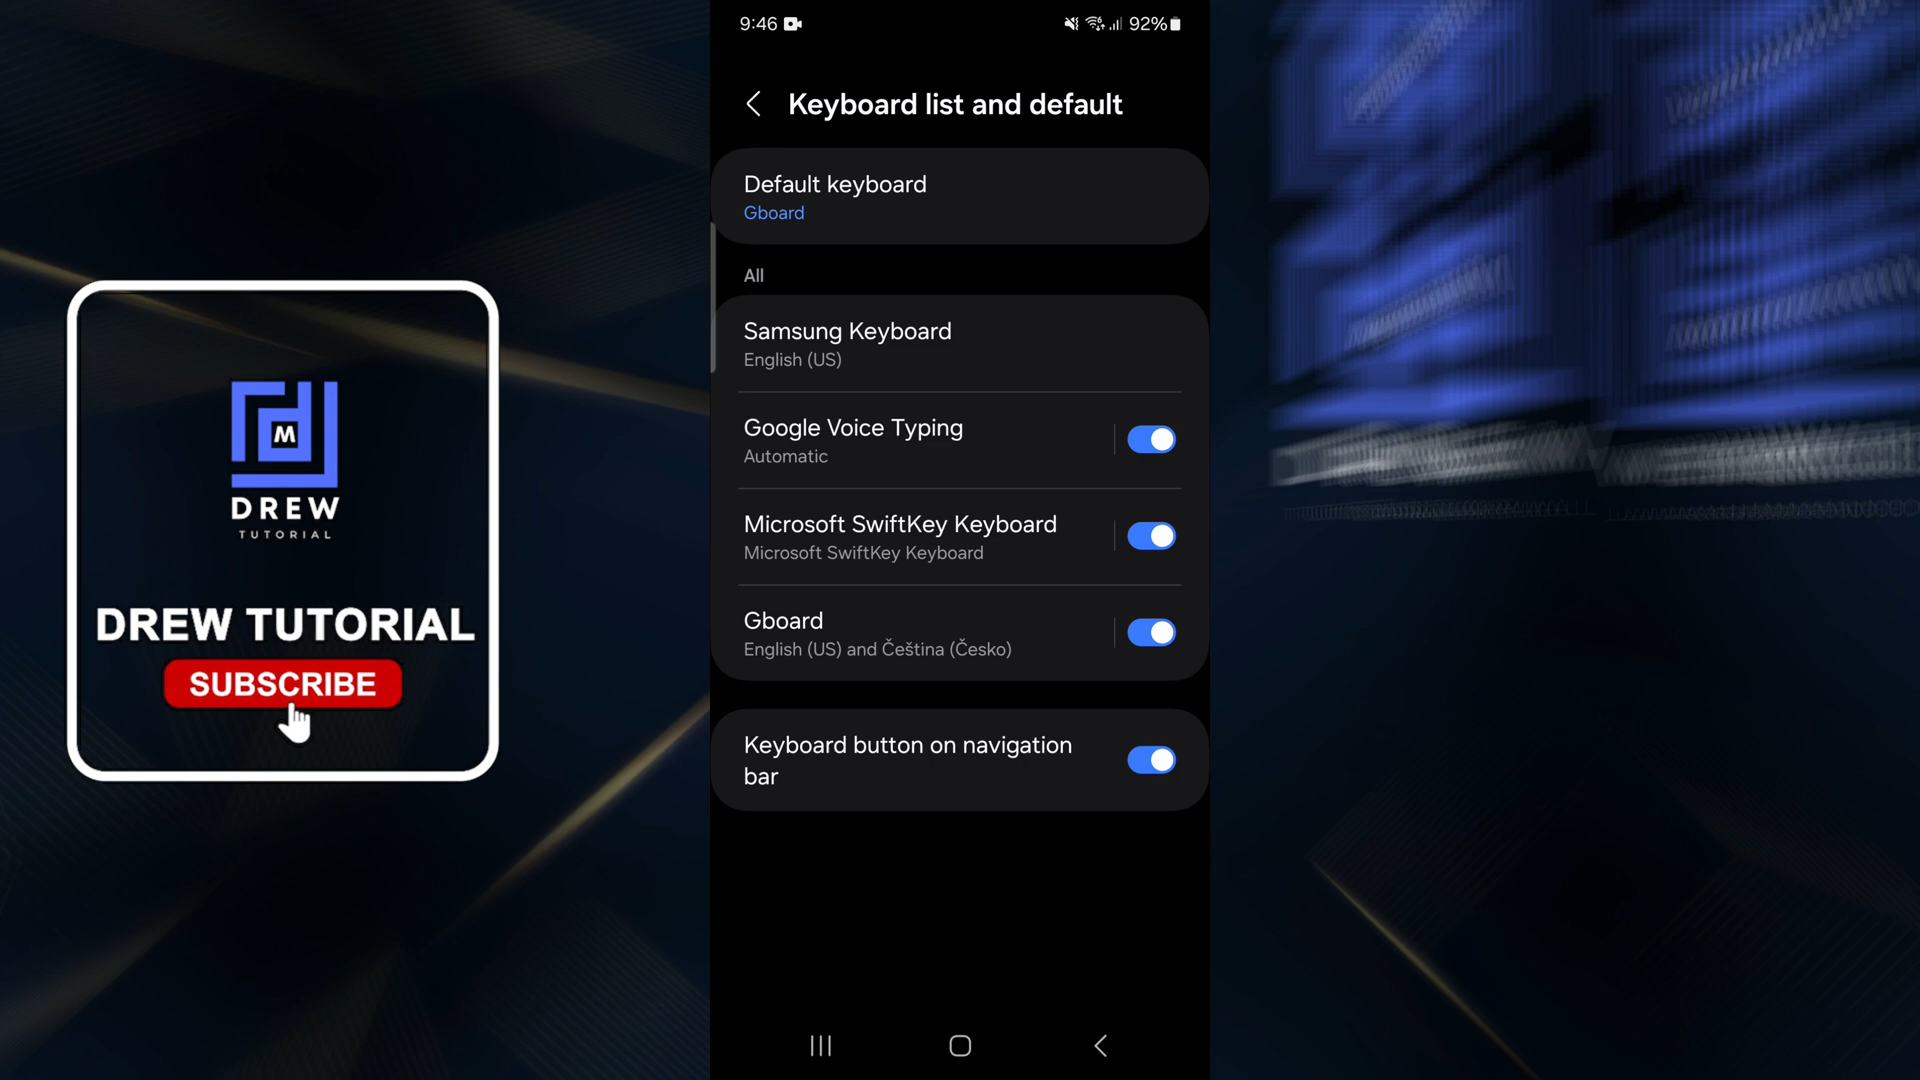 9:46
92%
Keyboard list and default
Default keyboard
Gboard
All
Samsung Keyboard
English (US)
Google Voice Typing
Automatic
Microsoft SwiftKey Keyboard
Microsoft SwiftKey Keyboard
Gboard
English (US) and Čeština (Česko)
Keyboard button on navigation
bar
M
DREW
TUTORIAL
DREW TUTORIAL
SUBSCRIBE